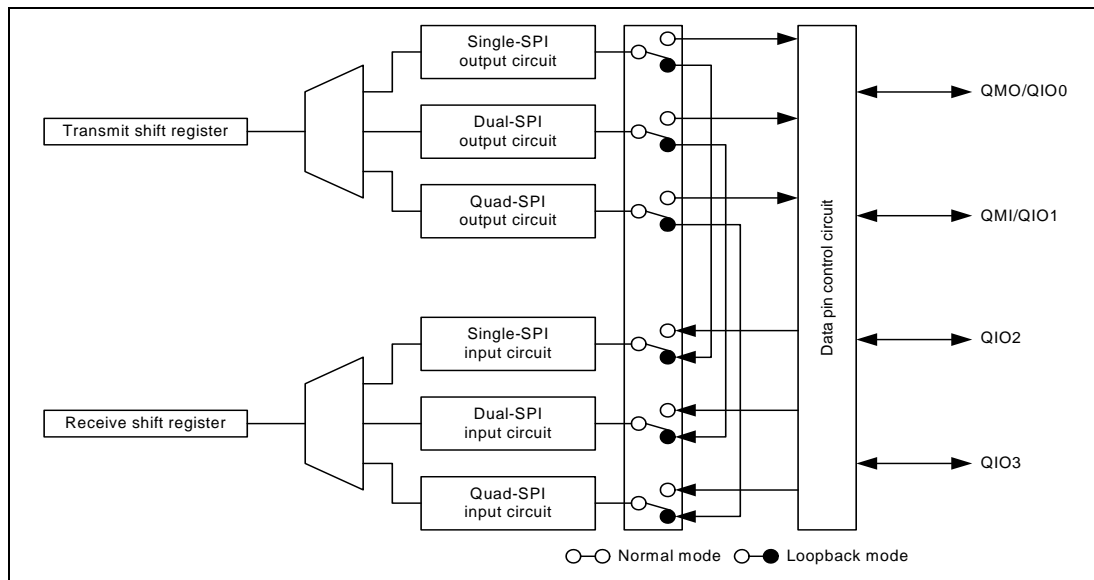 Single-SPI
output circuit
Transmit shift register
Dual-SPI
output circuit
Quad-SPI
output circuit
Single-SPI
input circuit
Receive shift register
Dual-SPI
input circuit
Quad-SPI
input circuit
Data pin control circuit
QMO/QIO0
QMI/QIO1
QIO2
QIO3
Normal mode
Loopback mode